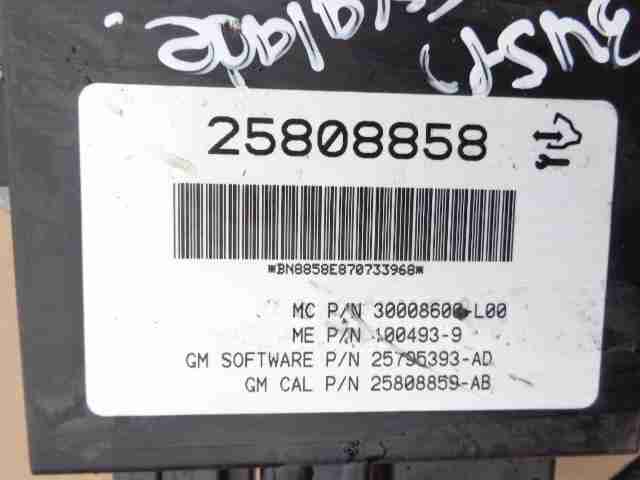 25808858
*BN8858E870733968*
MC P/N 30008600-L00
ME P/N 100493-9
GM SOFTWARE P/N 25795393-AD
GM CAL P/N 25808859-AB